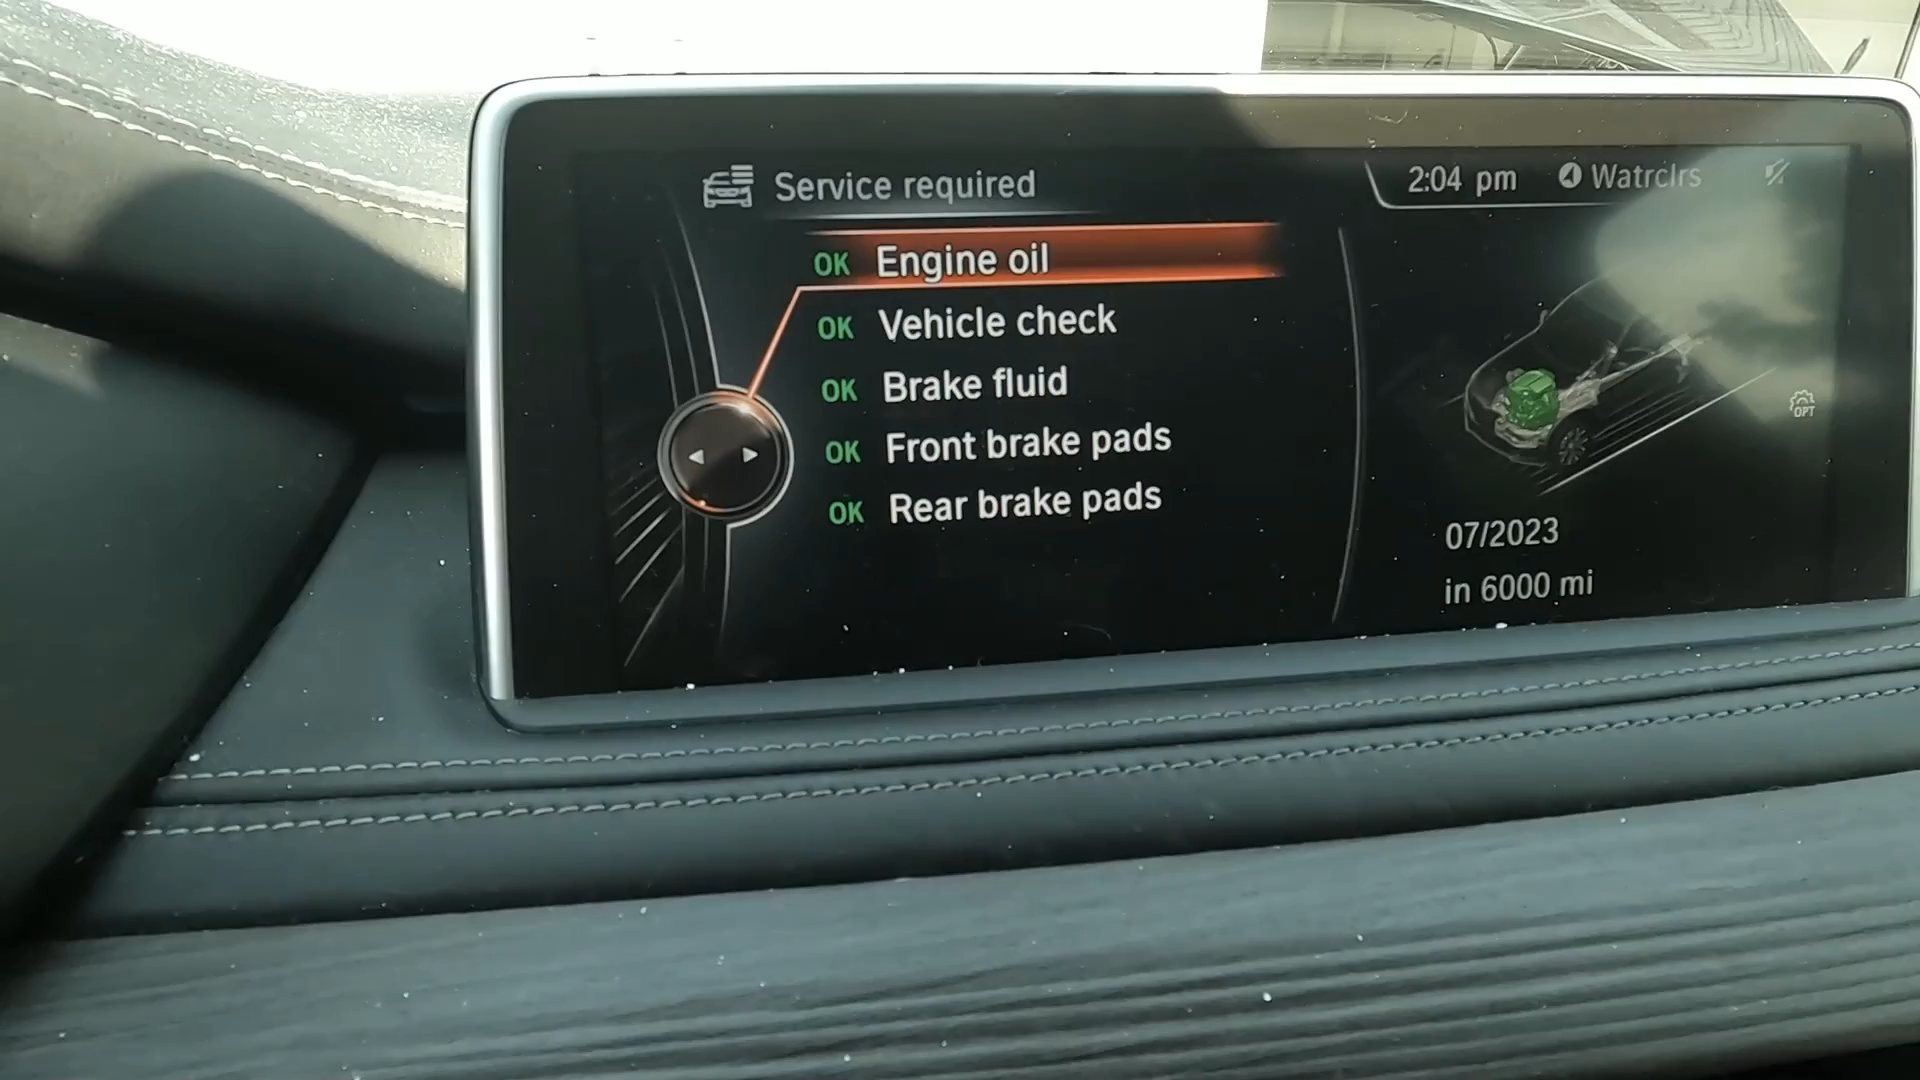 Service required
2:04 pm Watrclrs
OK Engine oil
OK Vehicle check
OK Brake fluid
OK Front brake pads
OK Rear brake pads
OPT
07/2023
in 6000 mi